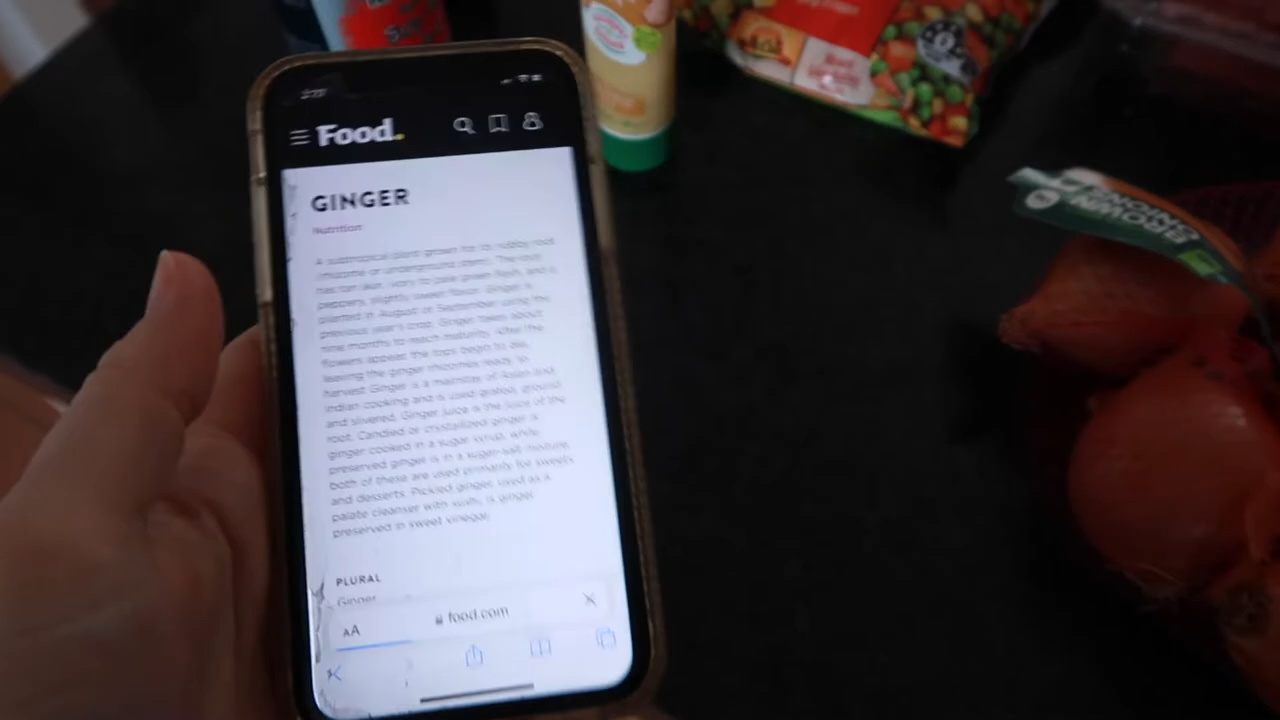 Food.
GINGER
Nutrition
A subtropical plant grown for its nubby root
(rhizome or underground stem). The root
has tan skin, ivory to pale green flesh, and a
peppery, slightly sweet flavor. Ginger is
planted in August or September using the
previous year's crop. Ginger takes about
nine months to reach maturity. After the
flowers appear, the tops begin to die,
leaving the ginger rhizomes ready to
harvest. Ginger is a mainstay of Asian and
Indian cooking and is used grated, ground
and slivered. Ginger juice is the juice of the
root. Candied or crystallized ginger is
ginger cooked in a sugar syrup, while
preserved ginger is in a sugar-salt mixture;
both of these are used primarily for sweets
and desserts. Pickled ginger, used as a
palate cleanser with sushi, is ginger
preserved in sweet vinegar.
PLURAL
Ginger
AA
food.com
BROWN
ONIONS